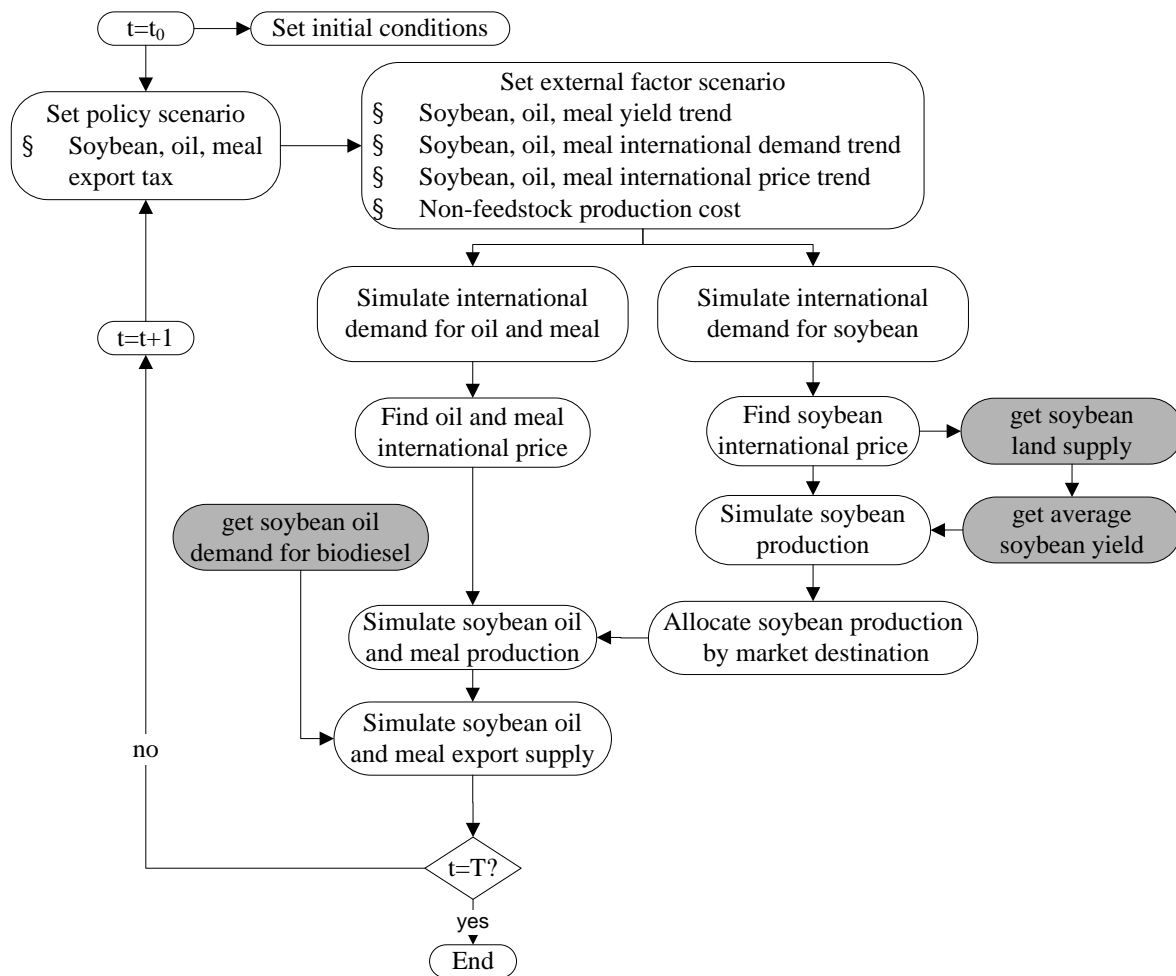 t=t0
Set initial conditions
Set policy scenario
§ Soybean, oil, meal
export tax
Set external factor scenario
§ Soybean, oil, meal yield trend
§ Soybean, oil, meal international demand trend
§ Soybean, oil, meal international price trend
§ Non-feedstock production cost
Simulate international
demand for oil and meal
Simulate international
demand for soybean
t=t+1
Find oil and meal
international price
Find soybean
international price
get soybean
land supply
get soybean oil
demand for biodiesel
Simulate soybean
production
get average
soybean yield
Simulate soybean oil
and meal production
Allocate soybean production
by market destination
Simulate soybean oil
and meal export supply
no
t=T?
yes
End